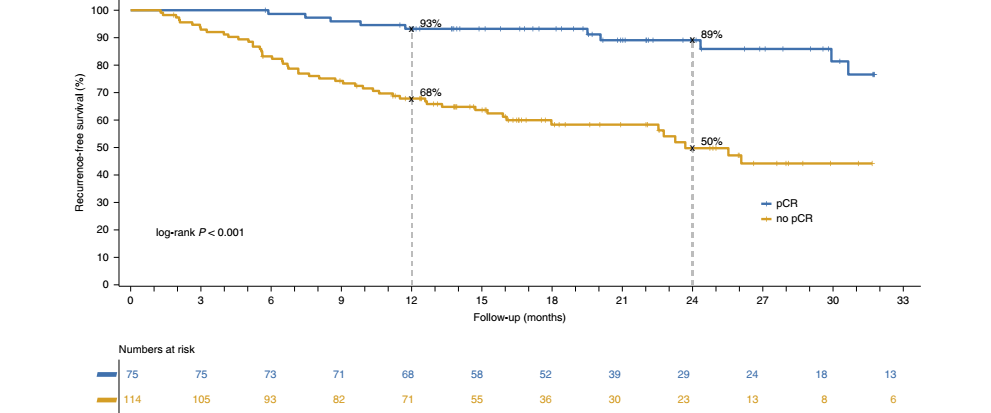 100
90
80
70
60
50
40
30
20
10
0
Recurrence-free survival (%)
93%
89%
68%
50%
pCR
no pCR
log-rank P < 0.001
0 3 6 9 12 15 18 21 24 27 30 33
Follow-up (months)
Numbers at risk
75 75 73 71 68 58 52 39 29 24 18 13
114 105 93 82 71 55 36 30 23 13 8 6